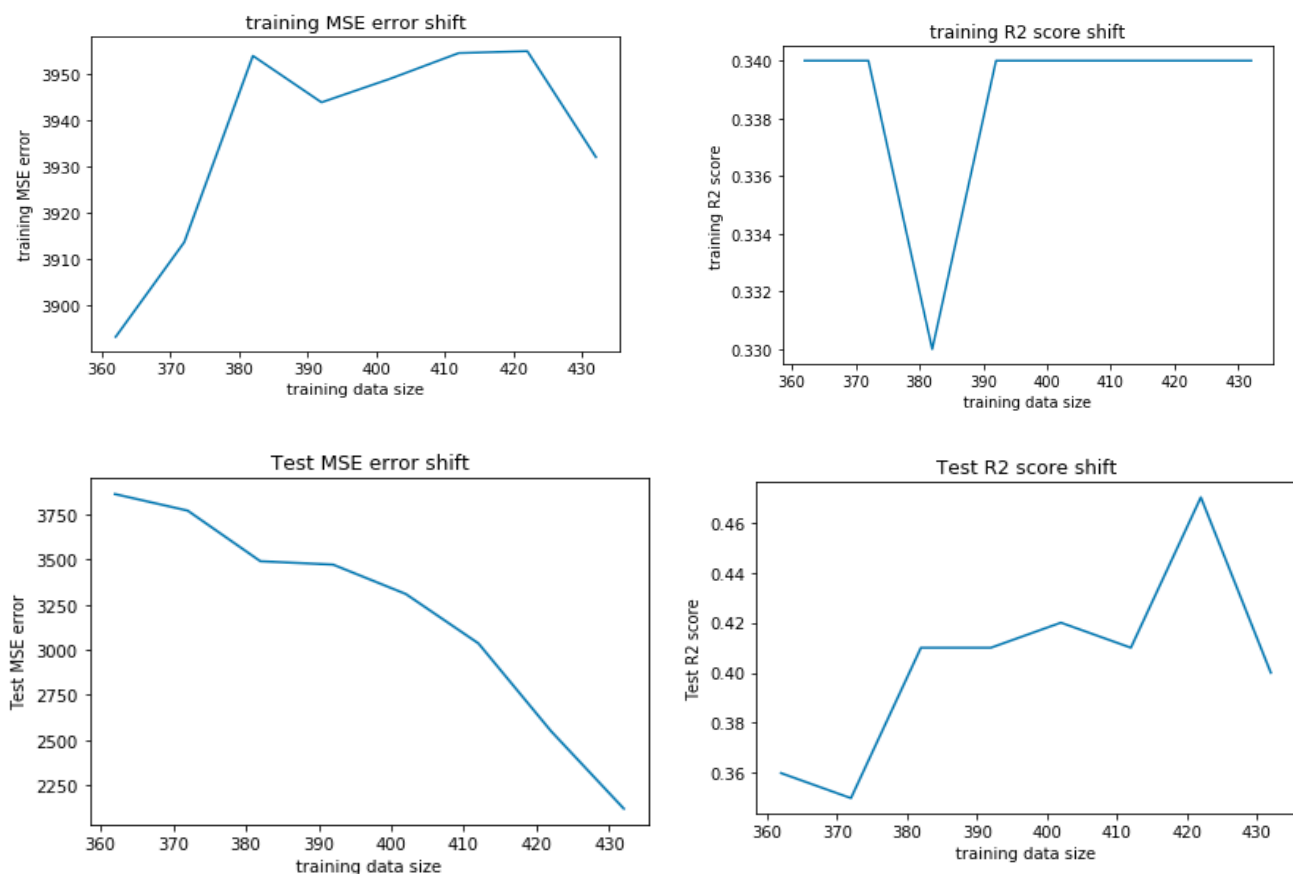 training MSE error shift
training MSE error
3950
3940
3930
3920
3910
3900
360 370 380 390 400 410 420 430
training data size
training R2 score shift
training R2 score
0.340
0.338
0.336
0.334
0.332
0.330
360 370 380 390 400 410 420 430
training data size
Test MSE error shift
Test MSE error
3750
3500
3250
3000
2750
2500
2250
360 370 380 390 400 410 420 430
training data size
Test R2 score shift
Test R2 score
0.46
0.44
0.42
0.40
0.38
0.36
360 370 380 390 400 410 420 430
training data size